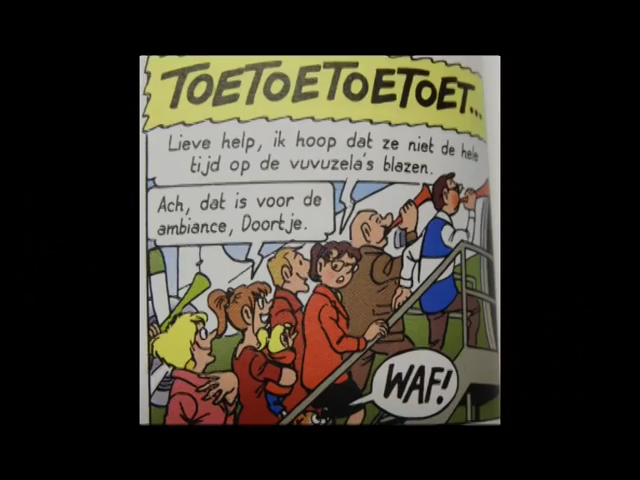 TOETOETOETOET...
Lieve help, ik hoop dat ze niet de hele
tijd op de vuvuzela's blazen.
Ach, dat is voor de
ambiance, Doortje.
WAF!